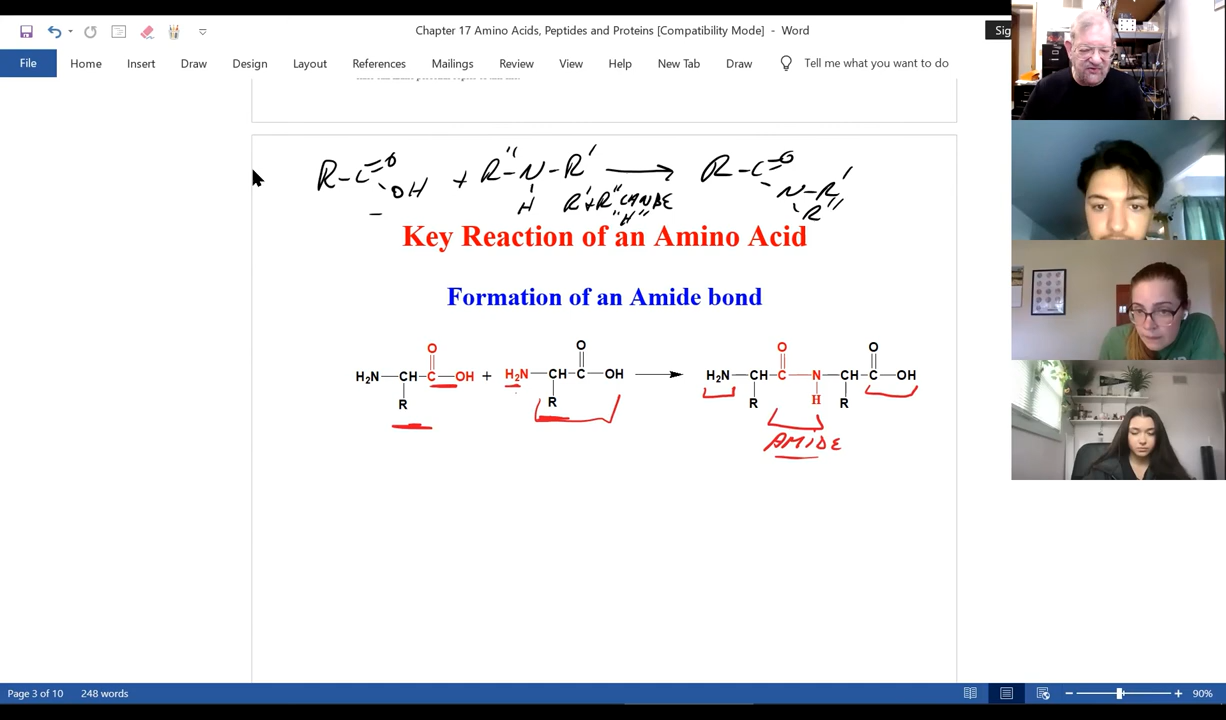 Chapter 17 Amino Acids, Peptides and Proteins [Compatibility Mode] - Word
Sig
File Home Insert Draw Design Layout References Mailings Review View Help New Tab Draw Tell me what you want to do
R-C=O OH + R''-N-R' H → R-C=O N-R' R''
R'+R'' CAN BE
"H"
Key Reaction of an Amino Acid
Formation of an Amide bond
O O O O
H₂N—CH—C—OH + H₂N—CH—C—OH → H₂N—CH—C—N—CH—C—OH
R R R H R
AMIDE
Page 3 of 10 248 words 90%